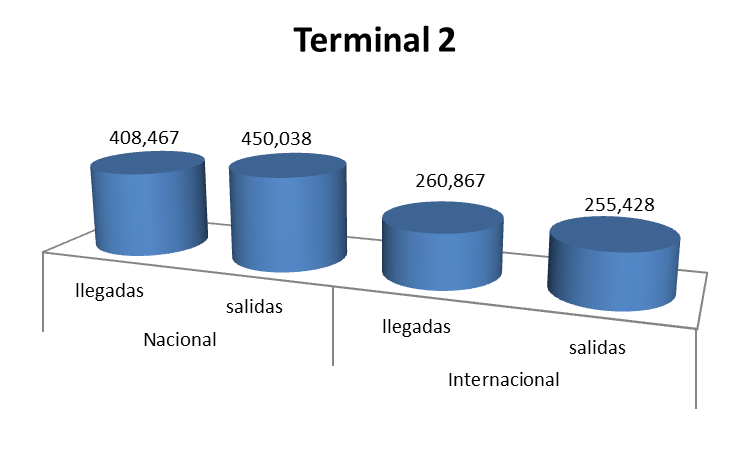 Terminal 2
408,467
450,038
260,867
255,428
llegadas
salidas
llegadas
salidas
Nacional
Internacional